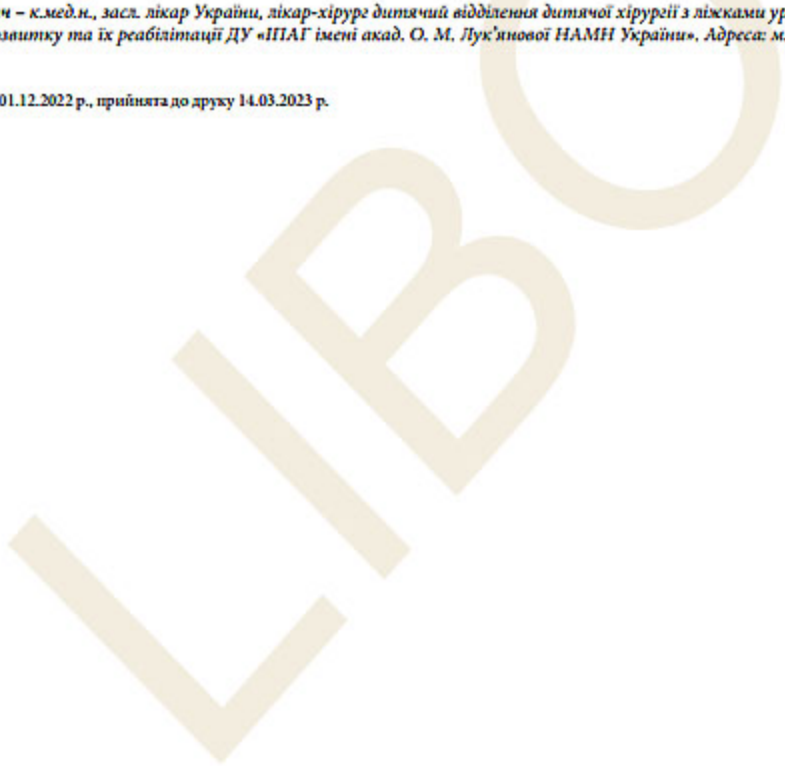 ч – к.мед.н., засл. лікар України, лікар-хірург дитячий відділення дитячої хірургії з ліжками ур
звитку та їх реабілітації ДУ «ІПАГ імені акад. О. М. Лук'янової НАМН України». Адреса: м.
01.12.2022 р., прийнята до друку 14.03.2023 р.
LIBO